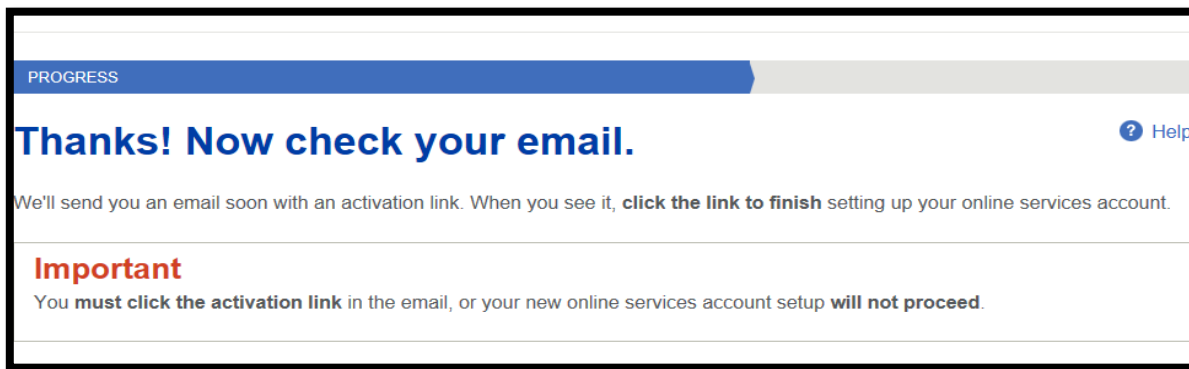 PROGRESS
Thanks! Now check your email.
? Help
We'll send you an email soon with an activation link. When you see it, click the link to finish setting up your online services account.
Important
You must click the activation link in the email, or your new online services account setup will not proceed.